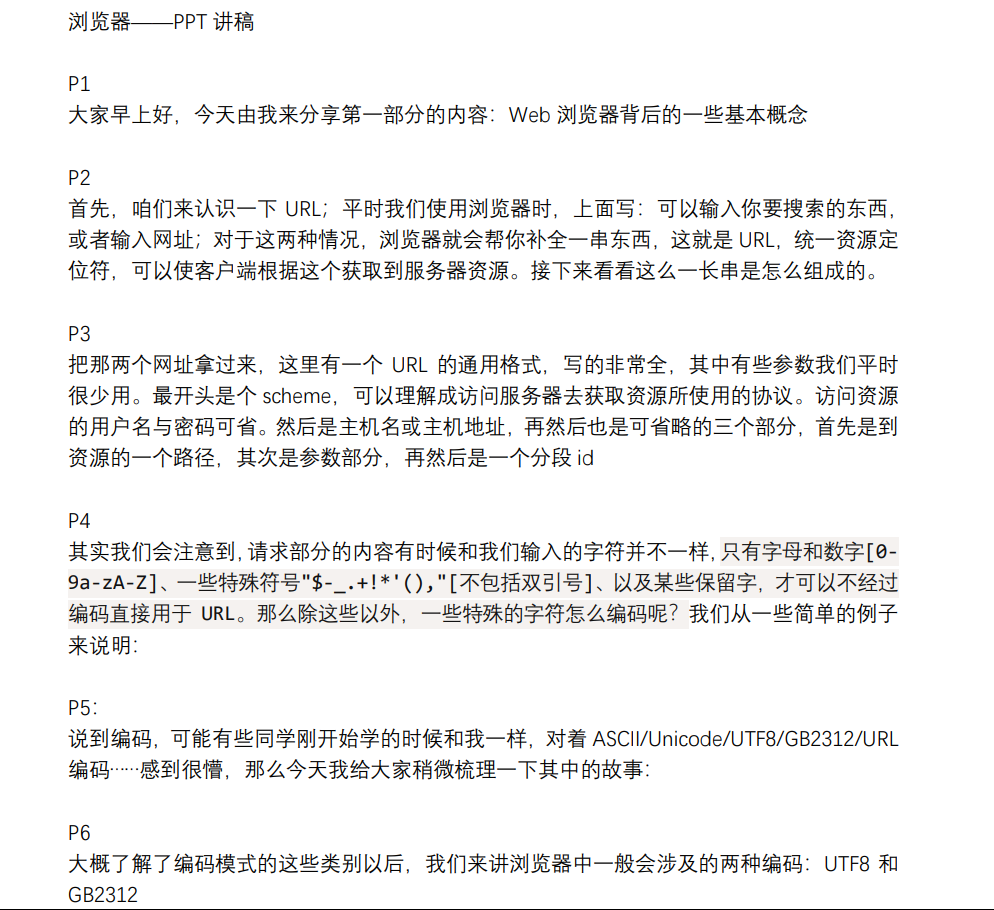 浏览器——PPT 讲稿
P1
大家早上好，今天由我来分享第一部分的内容：Web 浏览器背后的一些基本概念
P2
首先，咱们来认识一下 URL；平时我们使用浏览器时，上面写：可以输入你要搜索的东西，
或者输入网址；对于这两种情况，浏览器就会帮你补全一串东西，这就是 URL，统一资源定
位符，可以使客户端根据这个获取到服务器资源。接下来看看这么一长串是怎么组成的。
P3
把那两个网址拿过来，这里有一个 URL 的通用格式，写的非常全，其中有些参数我们平时
很少用。最开头是个 scheme，可以理解成访问服务器去获取资源所使用的协议。访问资源
的用户名与密码可省。然后是主机名或主机地址，再然后也是可省略的三个部分，首先是到
资源的一个路径，其次是参数部分，再然后是一个分段 id
P4
其实我们会注意到,请求部分的内容有时候和我们输入的字符并不一样,只有字母和数字[0-
9a-zA-Z]、一些特殊符号"$-_.+!*'(),"[不包括双引号]、以及某些保留字，才可以不经过
编码直接用于 URL。那么除这些以外，一些特殊的字符怎么编码呢？我们从一些简单的例子
来说明：
P5：
说到编码，可能有些同学刚开始学的时候和我一样，对着 ASCII/Unicode/UTF8/GB2312/URL
编码……感到很懵，那么今天我给大家稍微梳理一下其中的故事：
P6
大概了解了编码模式的这些类别以后，我们来讲浏览器中一般会涉及的两种编码：UTF8 和
GB2312